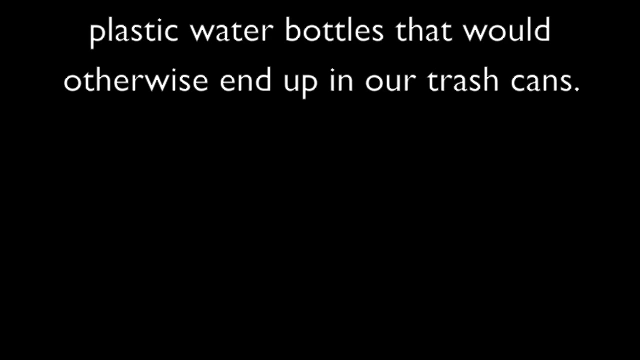 plastic water bottles that would
otherwise end up in our trash cans.